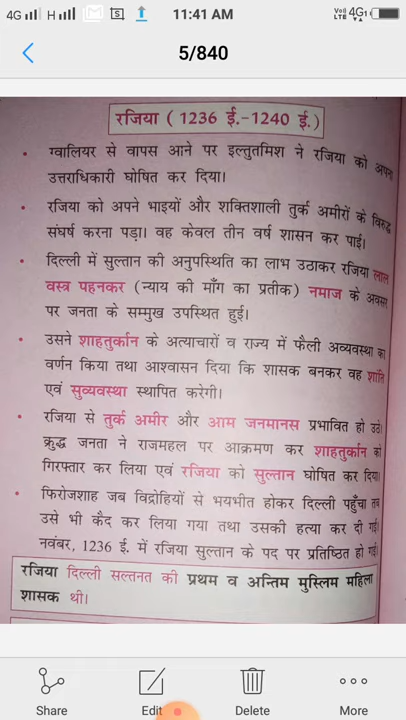 4G H 11:41 AM VoLTE 4G
5/840
रजिया ( 1236 ई.-1240 ई.)
• ग्वालियर से वापस आने पर इल्तुतमिश ने रजिया को अपना
उत्तराधिकारी घोषित कर दिया।
• रजिया को अपने भाइयों और शक्तिशाली तुर्क अमीरों के विरुद्ध
संघर्ष करना पड़ा। वह केवल तीन वर्ष शासन कर पाई।
• दिल्ली में सुल्तान की अनुपस्थिति का लाभ उठाकर रजिया लाल
वस्त्र पहनकर (न्याय की माँग का प्रतीक) नमाज के अवसर
पर जनता के सम्मुख उपस्थित हुई।
• उसने शाहतुर्कान के अत्याचारों व राज्य में फैली अव्यवस्था का
वर्णन किया तथा आश्वासन दिया कि शासक बनकर वह शांति
एवं सुव्यवस्था स्थापित करेगी।
• रजिया से तुर्क अमीर और आम जनमानस प्रभावित हो उठे।
क्रुद्ध जनता ने राजमहल पर आक्रमण कर शाहतुर्कान को
गिरफ्तार कर लिया एवं रजिया को सुल्तान घोषित कर दिया।
• फिरोजशाह जब विद्रोहियों से भयभीत होकर दिल्ली पहुँचा तब
उसे भी कैद कर लिया गया तथा उसकी हत्या कर दी गई।
नवंबर, 1236 ई. में रजिया सुल्तान के पद पर प्रतिष्ठित हो गई।
रजिया दिल्ली सल्तनत की प्रथम व अन्तिम मुस्लिम महिला
शासक थी।
Share Edit Delete More